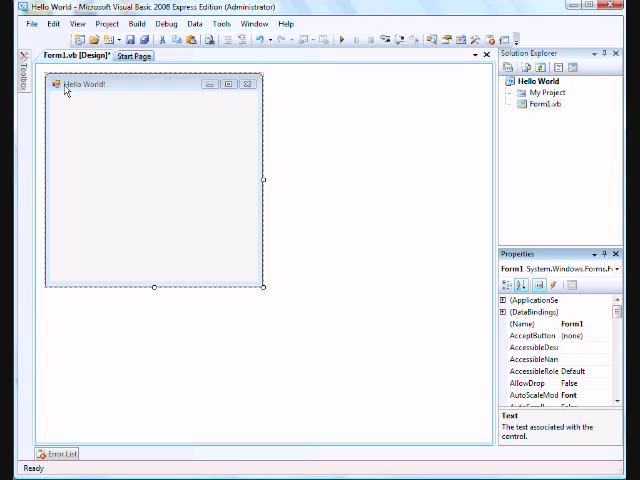 Hello World - Microsoft Visual Basic 2008 Express Edition (Administrator)
File Edit View Project Build Debug Data Tools Window Help
Form1.vb [Design]* Start Page
Toolbox
Hello World!
Solution Explorer
Hello World
My Project
Form1.vb
Properties
Form1 System.Windows.Forms.F
(ApplicationSe
(DataBindings)
(Name) Form1
AcceptButton (none)
AccessibleDes
AccessibleNam
AccessibleRole Default
AllowDrop False
AutoScaleMod Font
AutoScroll False
Text
The text associated with the
control.
Error List
Ready